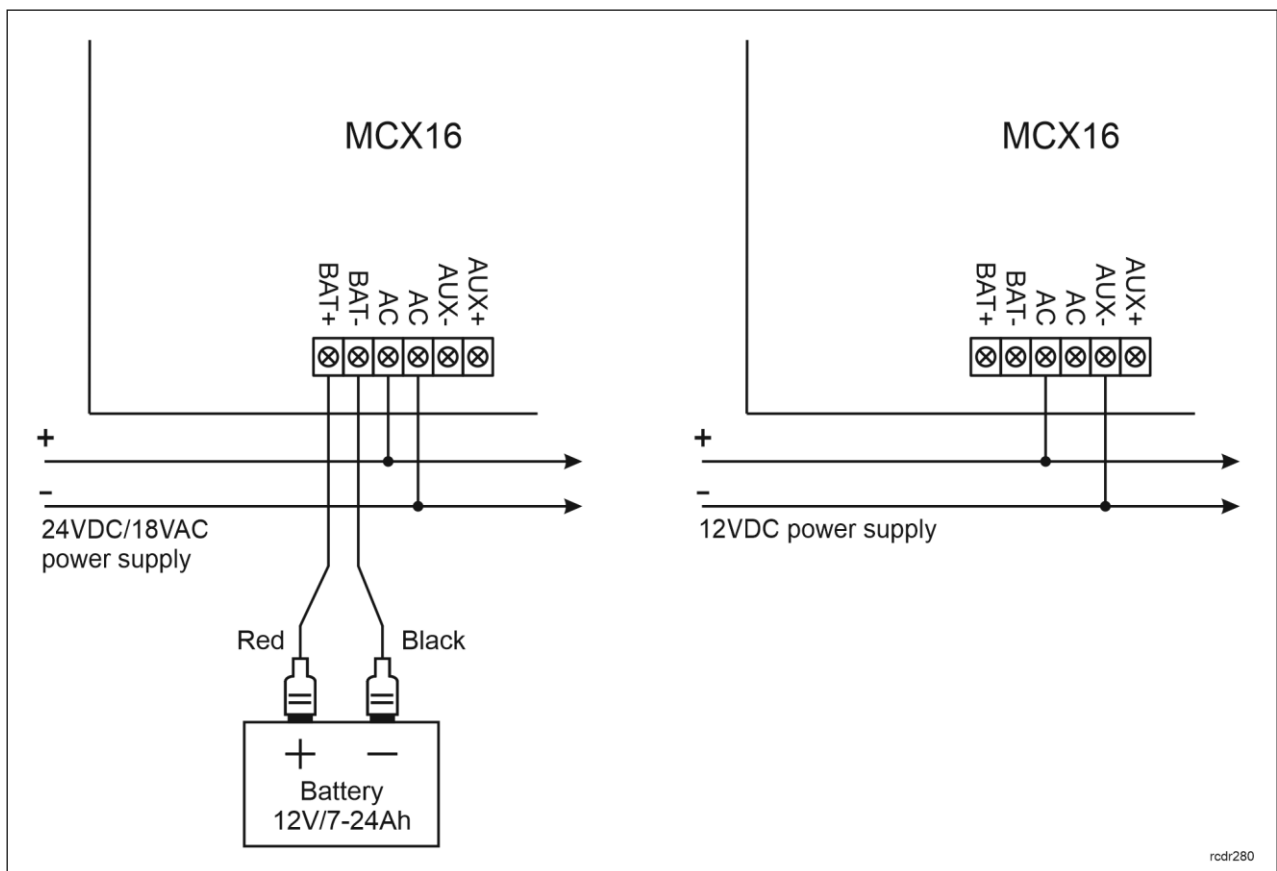 MCX16
BAT+
BAT-
AC
AC
AUX-
AUX+
+
–
24VDC/18VAC
power supply
Red
Black
+
–
Battery
12V/7-24Ah
MCX16
BAT+
BAT-
AC
AC
AUX-
AUX+
+
–
12VDC power supply
rcdr280